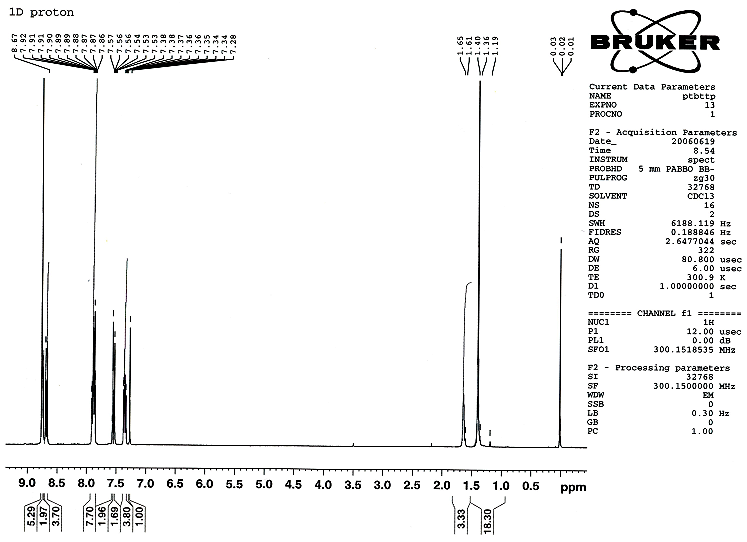 1D proton
8.67
7.92
7.91
7.91
7.90
7.89
7.89
7.88
7.87
7.87
7.86
7.57
7.56
7.56
7.54
7.53
7.53
7.38
7.38
7.37
7.36
7.36
7.35
7.34
7.34
7.28
1.65
1.61
1.40
1.36
1.19
0.03
0.02
0.01
BRUKER
Current Data Parameters
NAME ptbttp
EXPNO 13
PROCNO 1
F2 - Acquisition Parameters
Date_ 20060619
Time 8.54
INSTRUM spect
PROBHD 5 mm PABBO BB-
PULPROG zg30
TD 32768
SOLVENT CDCl3
NS 16
DS 2
SWH 6188.119 Hz
FIDRES 0.188846 Hz
AQ 2.6477044 sec
RG 322
DW 80.800 usec
DE 6.00 usec
TE 300.9 K
D1 1.00000000 sec
TD0 1
======== CHANNEL f1 ========
NUC1 1H
P1 12.00 usec
PL1 0.00 dB
SFO1 300.1518535 MHz
F2 - Processing parameters
SI 32768
SF 300.1500000 MHz
WDW EM
SSB 0
LB 0.30 Hz
GB 0
PC 1.00
9.0 8.5 8.0 7.5 7.0 6.5 6.0 5.5 5.0 4.5 4.0 3.5 3.0 2.5 2.0 1.5 1.0 0.5 ppm
5.29
1.97
3.70
7.70
1.96
1.69
3.80
1.00
3.33
18.30